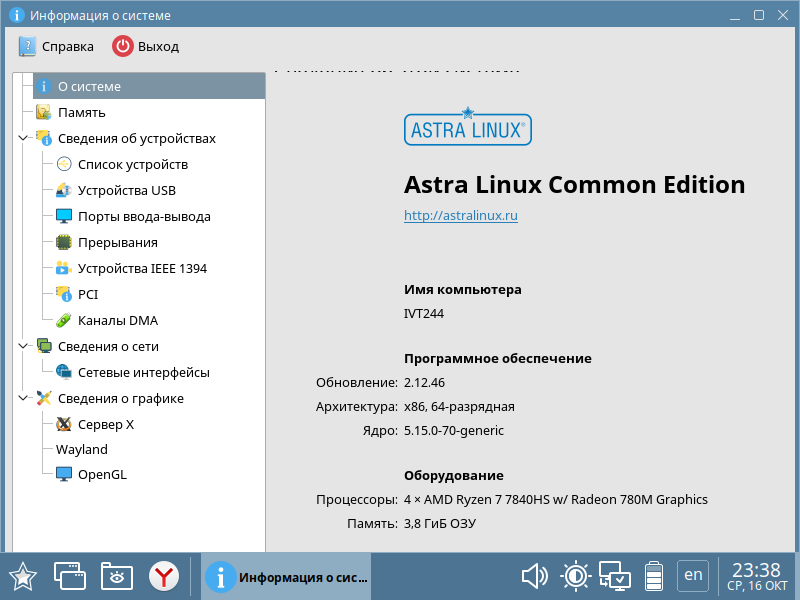 Информация о системе
Справка
Выход
О системе
Память
Сведения об устройствах
Список устройств
Устройства USB
Порты ввода-вывода
Прерывания
Устройства IEEE 1394
PCI
Каналы DMA
Сведения о сети
Сетевые интерфейсы
Сведения о графике
Сервер X
Wayland
OpenGL
ASTRA LINUX®
Astra Linux Common Edition
http://astralinux.ru
Имя компьютера
IVT244
Программное обеспечение
Обновление: 2.12.46
Архитектура: x86, 64-разрядная
Ядро: 5.15.0-70-generic
Оборудование
Процессоры: 4 × AMD Ryzen 7 7840HS w/ Radeon 780M Graphics
Память: 3,8 ГиБ ОЗУ
Информация о сис...
en
23:38
СР, 16 ОКТ